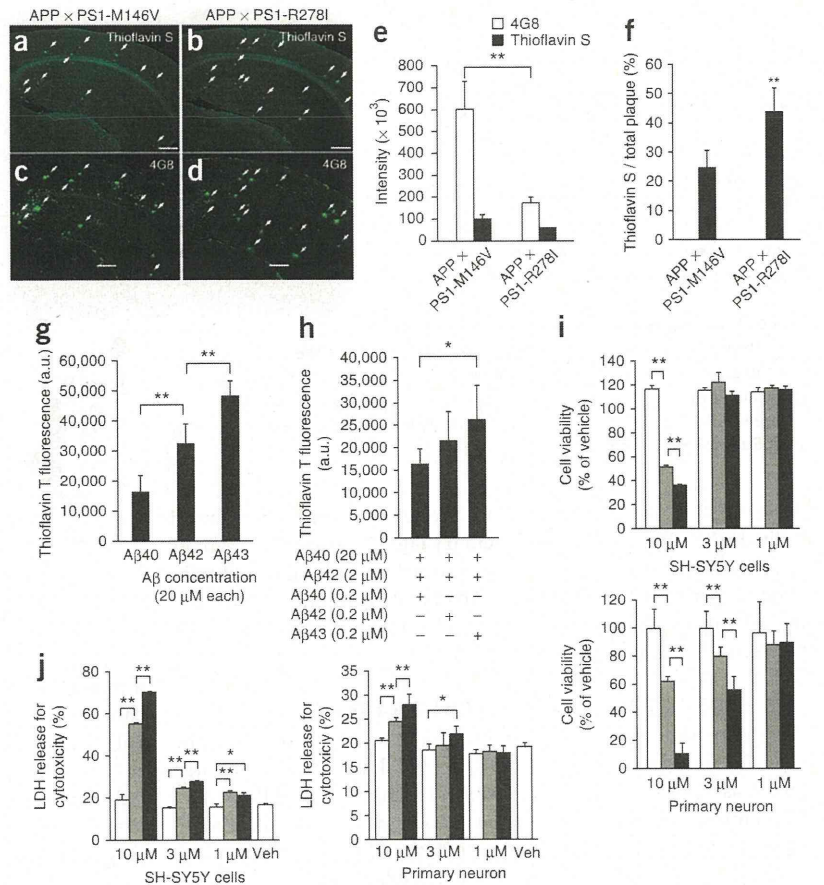 APP × PS1-M146V
APP × PS1-R278I
a
Thioflavin S
b
Thioflavin S
c
4G8
d
4G8
e
4G8
Thioflavin S
**
Intensity (× 10³)
800
700
600
500
400
300
200
100
0
APP ×
PS1-M146V
APP ×
PS1-R278I
f
Thioflavin S / total plaque (%)
60
50
40
30
20
10
0
**
APP ×
PS1-M146V
APP ×
PS1-R278I
g
Thioflavin T fluorescence (a.u.)
60,000
50,000
40,000
30,000
20,000
10,000
0
**
**
Aβ40 Aβ42 Aβ43
Aβ concentration
(20 μM each)
h
Thioflavin T fluorescence
(a.u.)
40,000
35,000
30,000
25,000
20,000
15,000
10,000
5,000
0
*
Aβ40 (20 μM) + + +
Aβ42 (2 μM) + + +
Aβ40 (0.2 μM) + – –
Aβ42 (0.2 μM) – + –
Aβ43 (0.2 μM) – – +
i
Cell viability
(% of vehicle)
140
120
100
80
60
40
20
0
**
**
10 μM 3 μM 1 μM
SH-SY5Y cells
Cell viability
(% of vehicle)
120
100
80
60
40
20
0
**
**
**
**
10 μM 3 μM 1 μM
Primary neuron
j
LDH release for
cytotoxicity (%)
80
60
40
20
0
**
**
**
**
*
**
10 μM 3 μM 1 μM Veh
SH-SY5Y cells
LDH release for
cytotoxicity (%)
35
30
25
20
15
10
5
0
**
**
*
10 μM 3 μM 1 μM Veh
Primary neuron